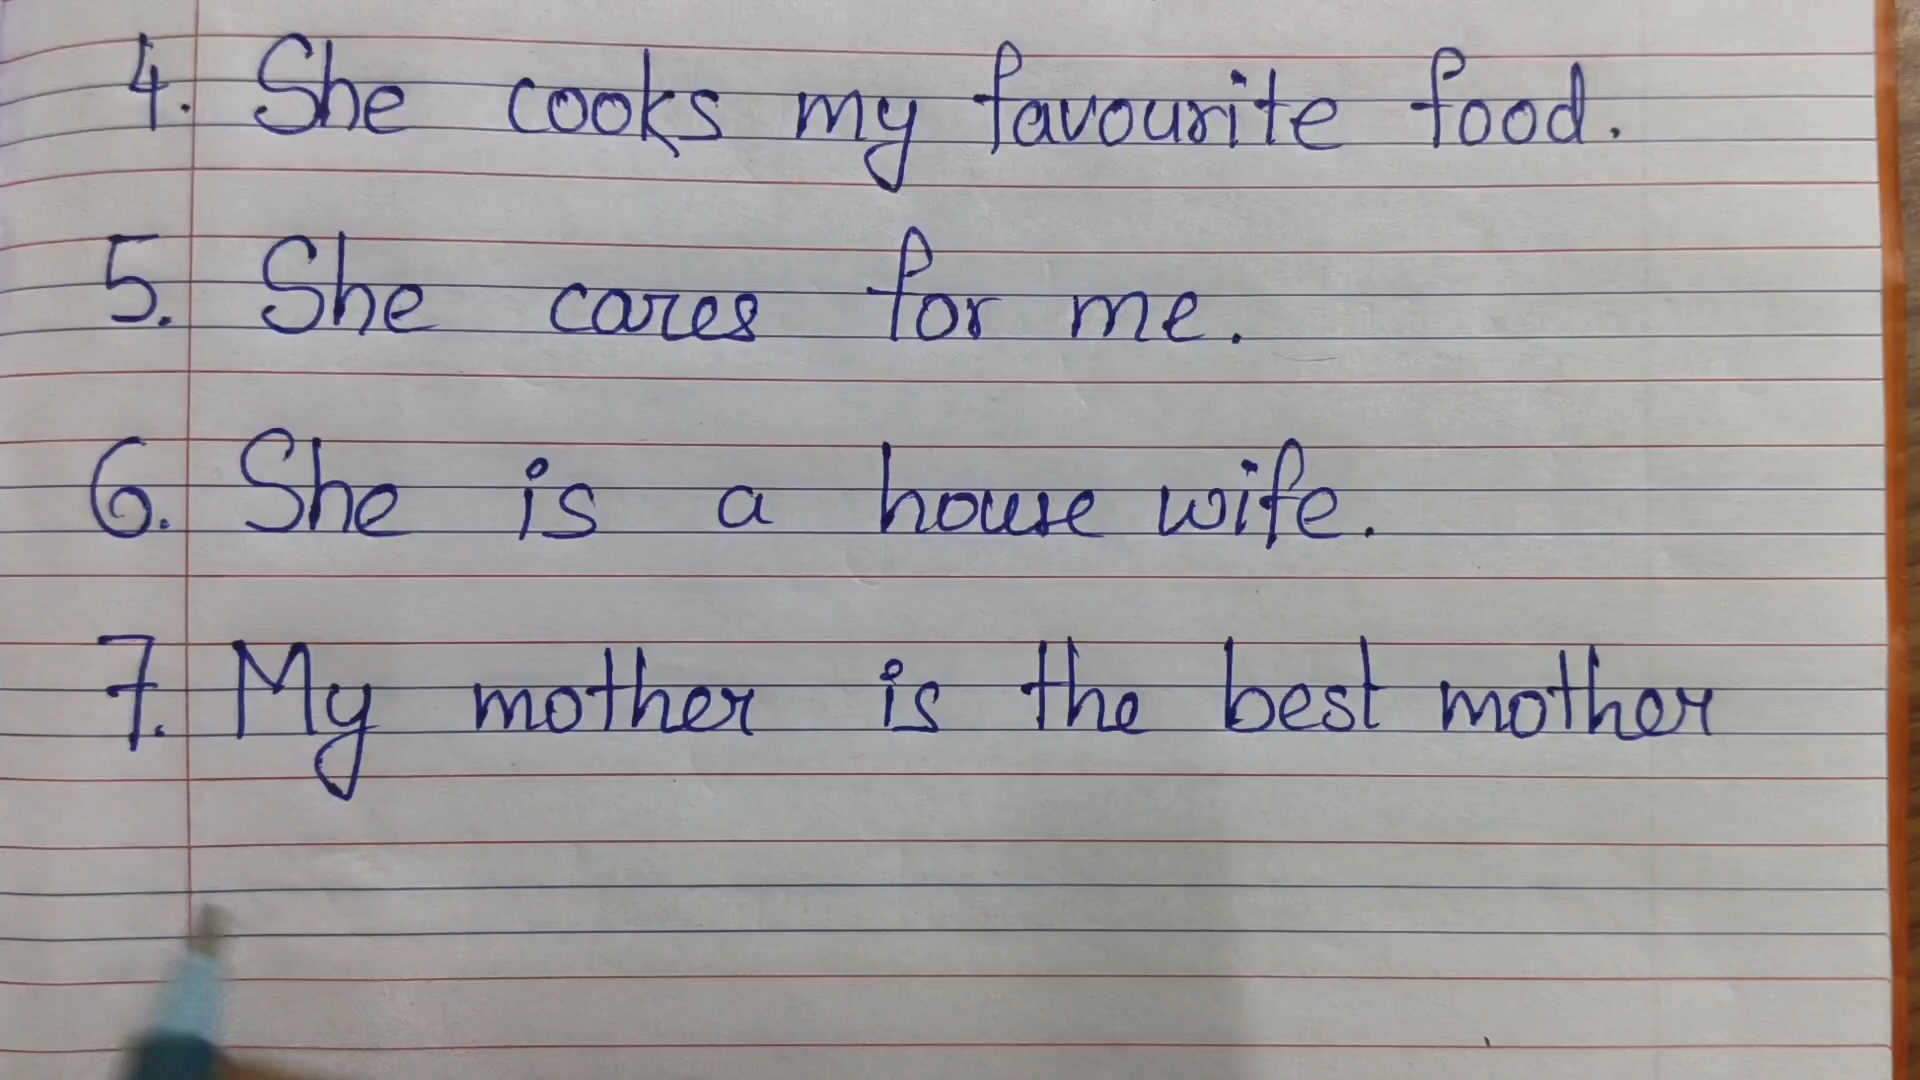 4. She cooks my favourite food.
5. She cares for me.
6. She is a house wife.
7. My mother is the best mother